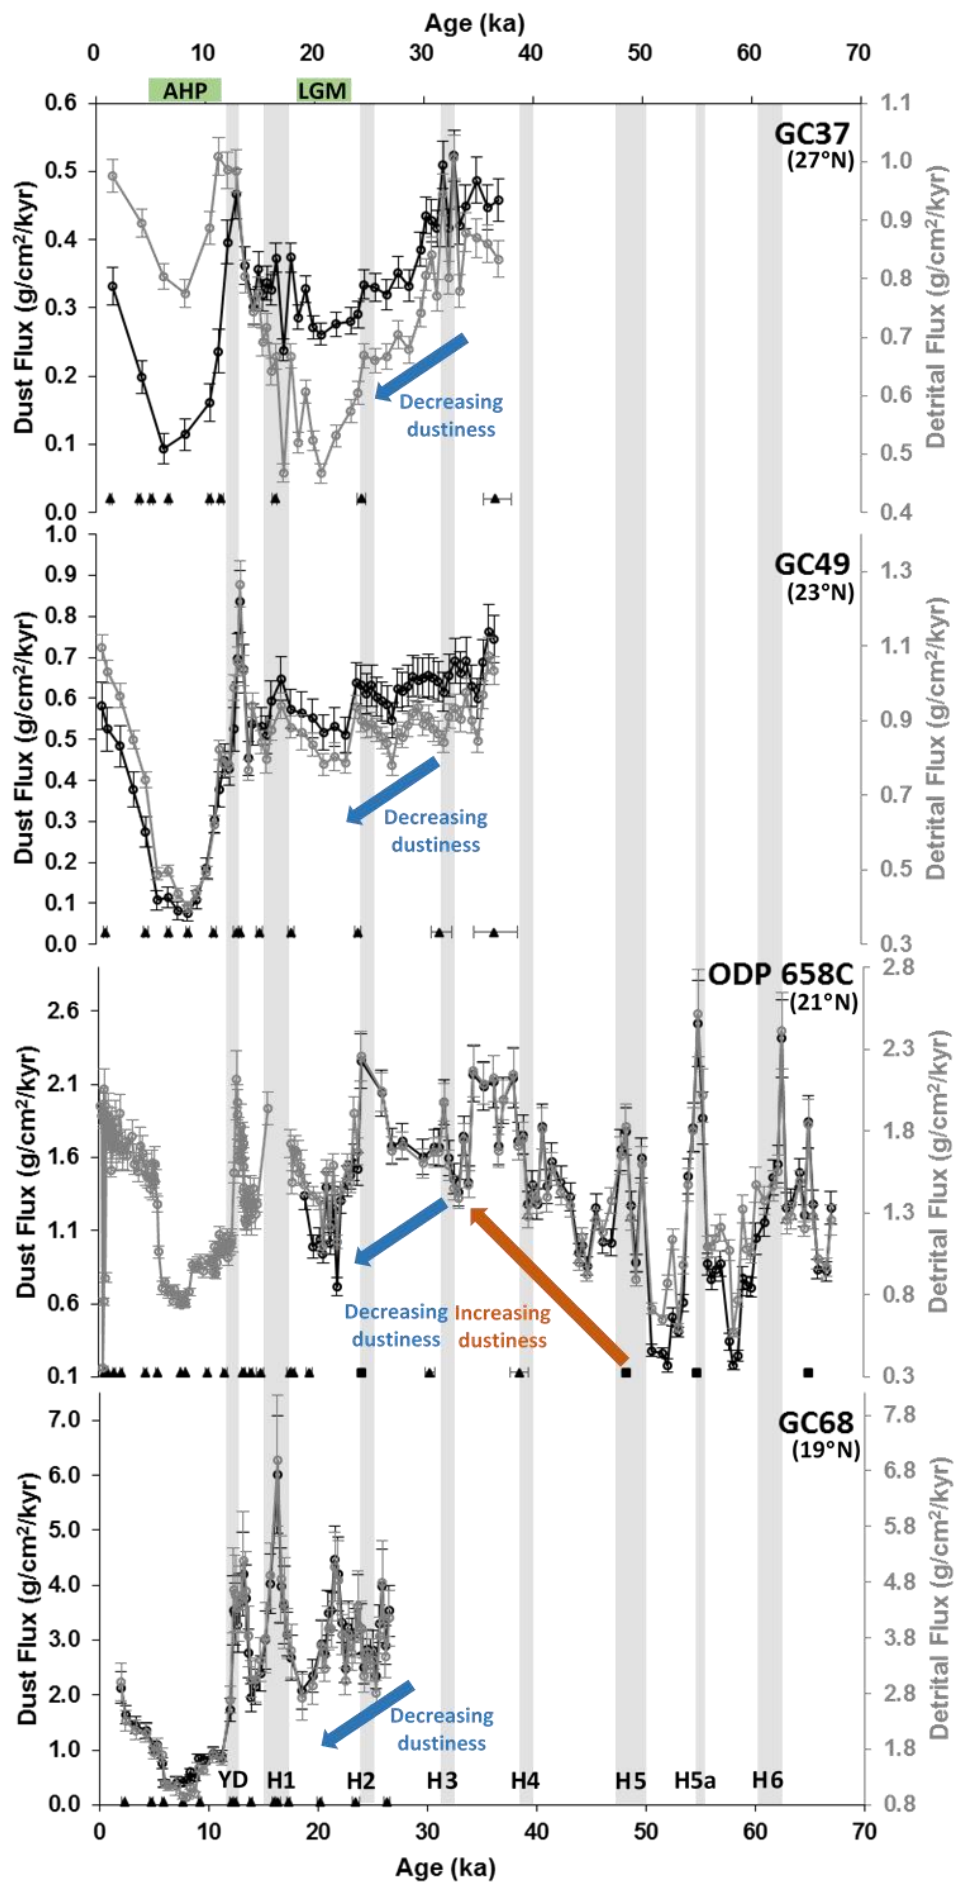 Age (ka)
0 10 20 30 40 50 60 70
AHP LGM
GC37
(27°N)
Dust Flux (g/cm²/kyr)
0.6
0.5
0.4
0.3
0.2
0.1
0.0
Detrital Flux (g/cm²/kyr)
1.1
1.0
0.9
0.8
0.7
0.6
0.5
0.4
Decreasing
dustiness
GC49
(23°N)
Dust Flux (g/cm²/kyr)
1.0
0.9
0.8
0.7
0.6
0.5
0.4
0.3
0.2
0.1
0.0
Detrital Flux (g/cm²/kyr)
1.3
1.1
0.9
0.7
0.5
0.3
Decreasing
dustiness
ODP 658C
(21°N)
Dust Flux (g/cm²/kyr)
2.6
2.1
1.6
1.1
0.6
0.1
Detrital Flux (g/cm²/kyr)
2.8
2.3
1.8
1.3
0.8
0.3
Decreasing
dustiness
Increasing
dustiness
GC68
(19°N)
Dust Flux (g/cm²/kyr)
7.0
6.0
5.0
4.0
3.0
2.0
1.0
0.0
Detrital Flux (g/cm²/kyr)
7.8
6.8
5.8
4.8
3.8
2.8
1.8
0.8
Decreasing
dustiness
YD H1 H2 H3 H4 H5 H5a H6
0 10 20 30 40 50 60 70
Age (ka)